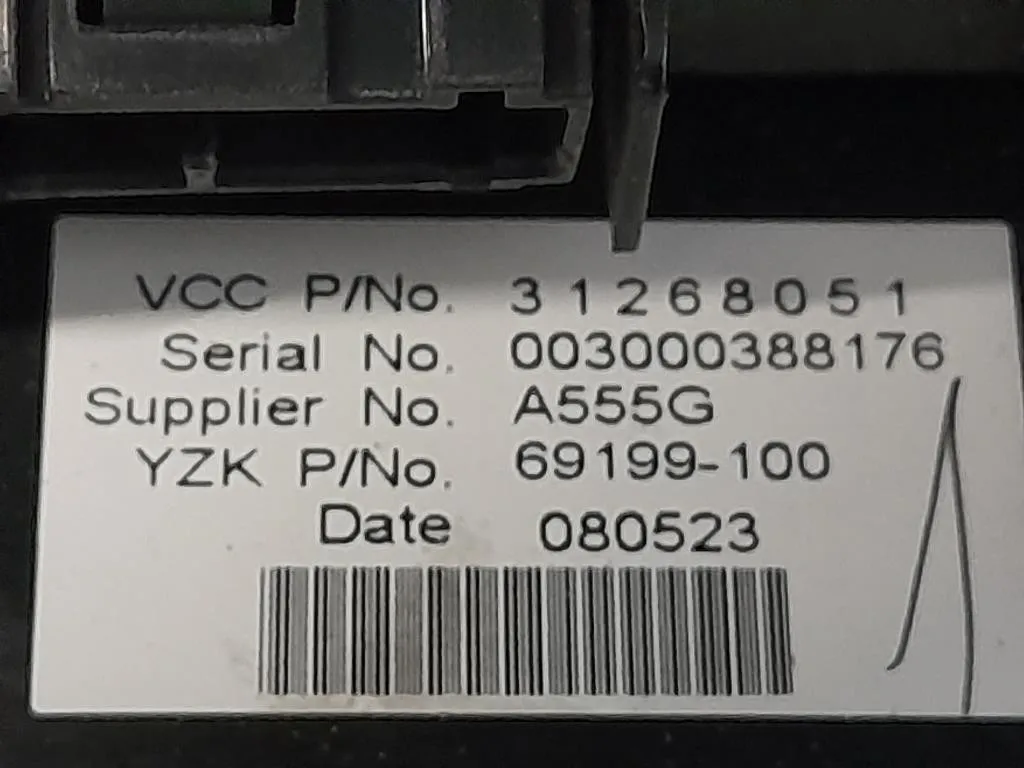 VCC P/No. 31268051
Serial No. 003000388176
Supplier No. A555G
YZK P/No. 69199-100
Date 080523